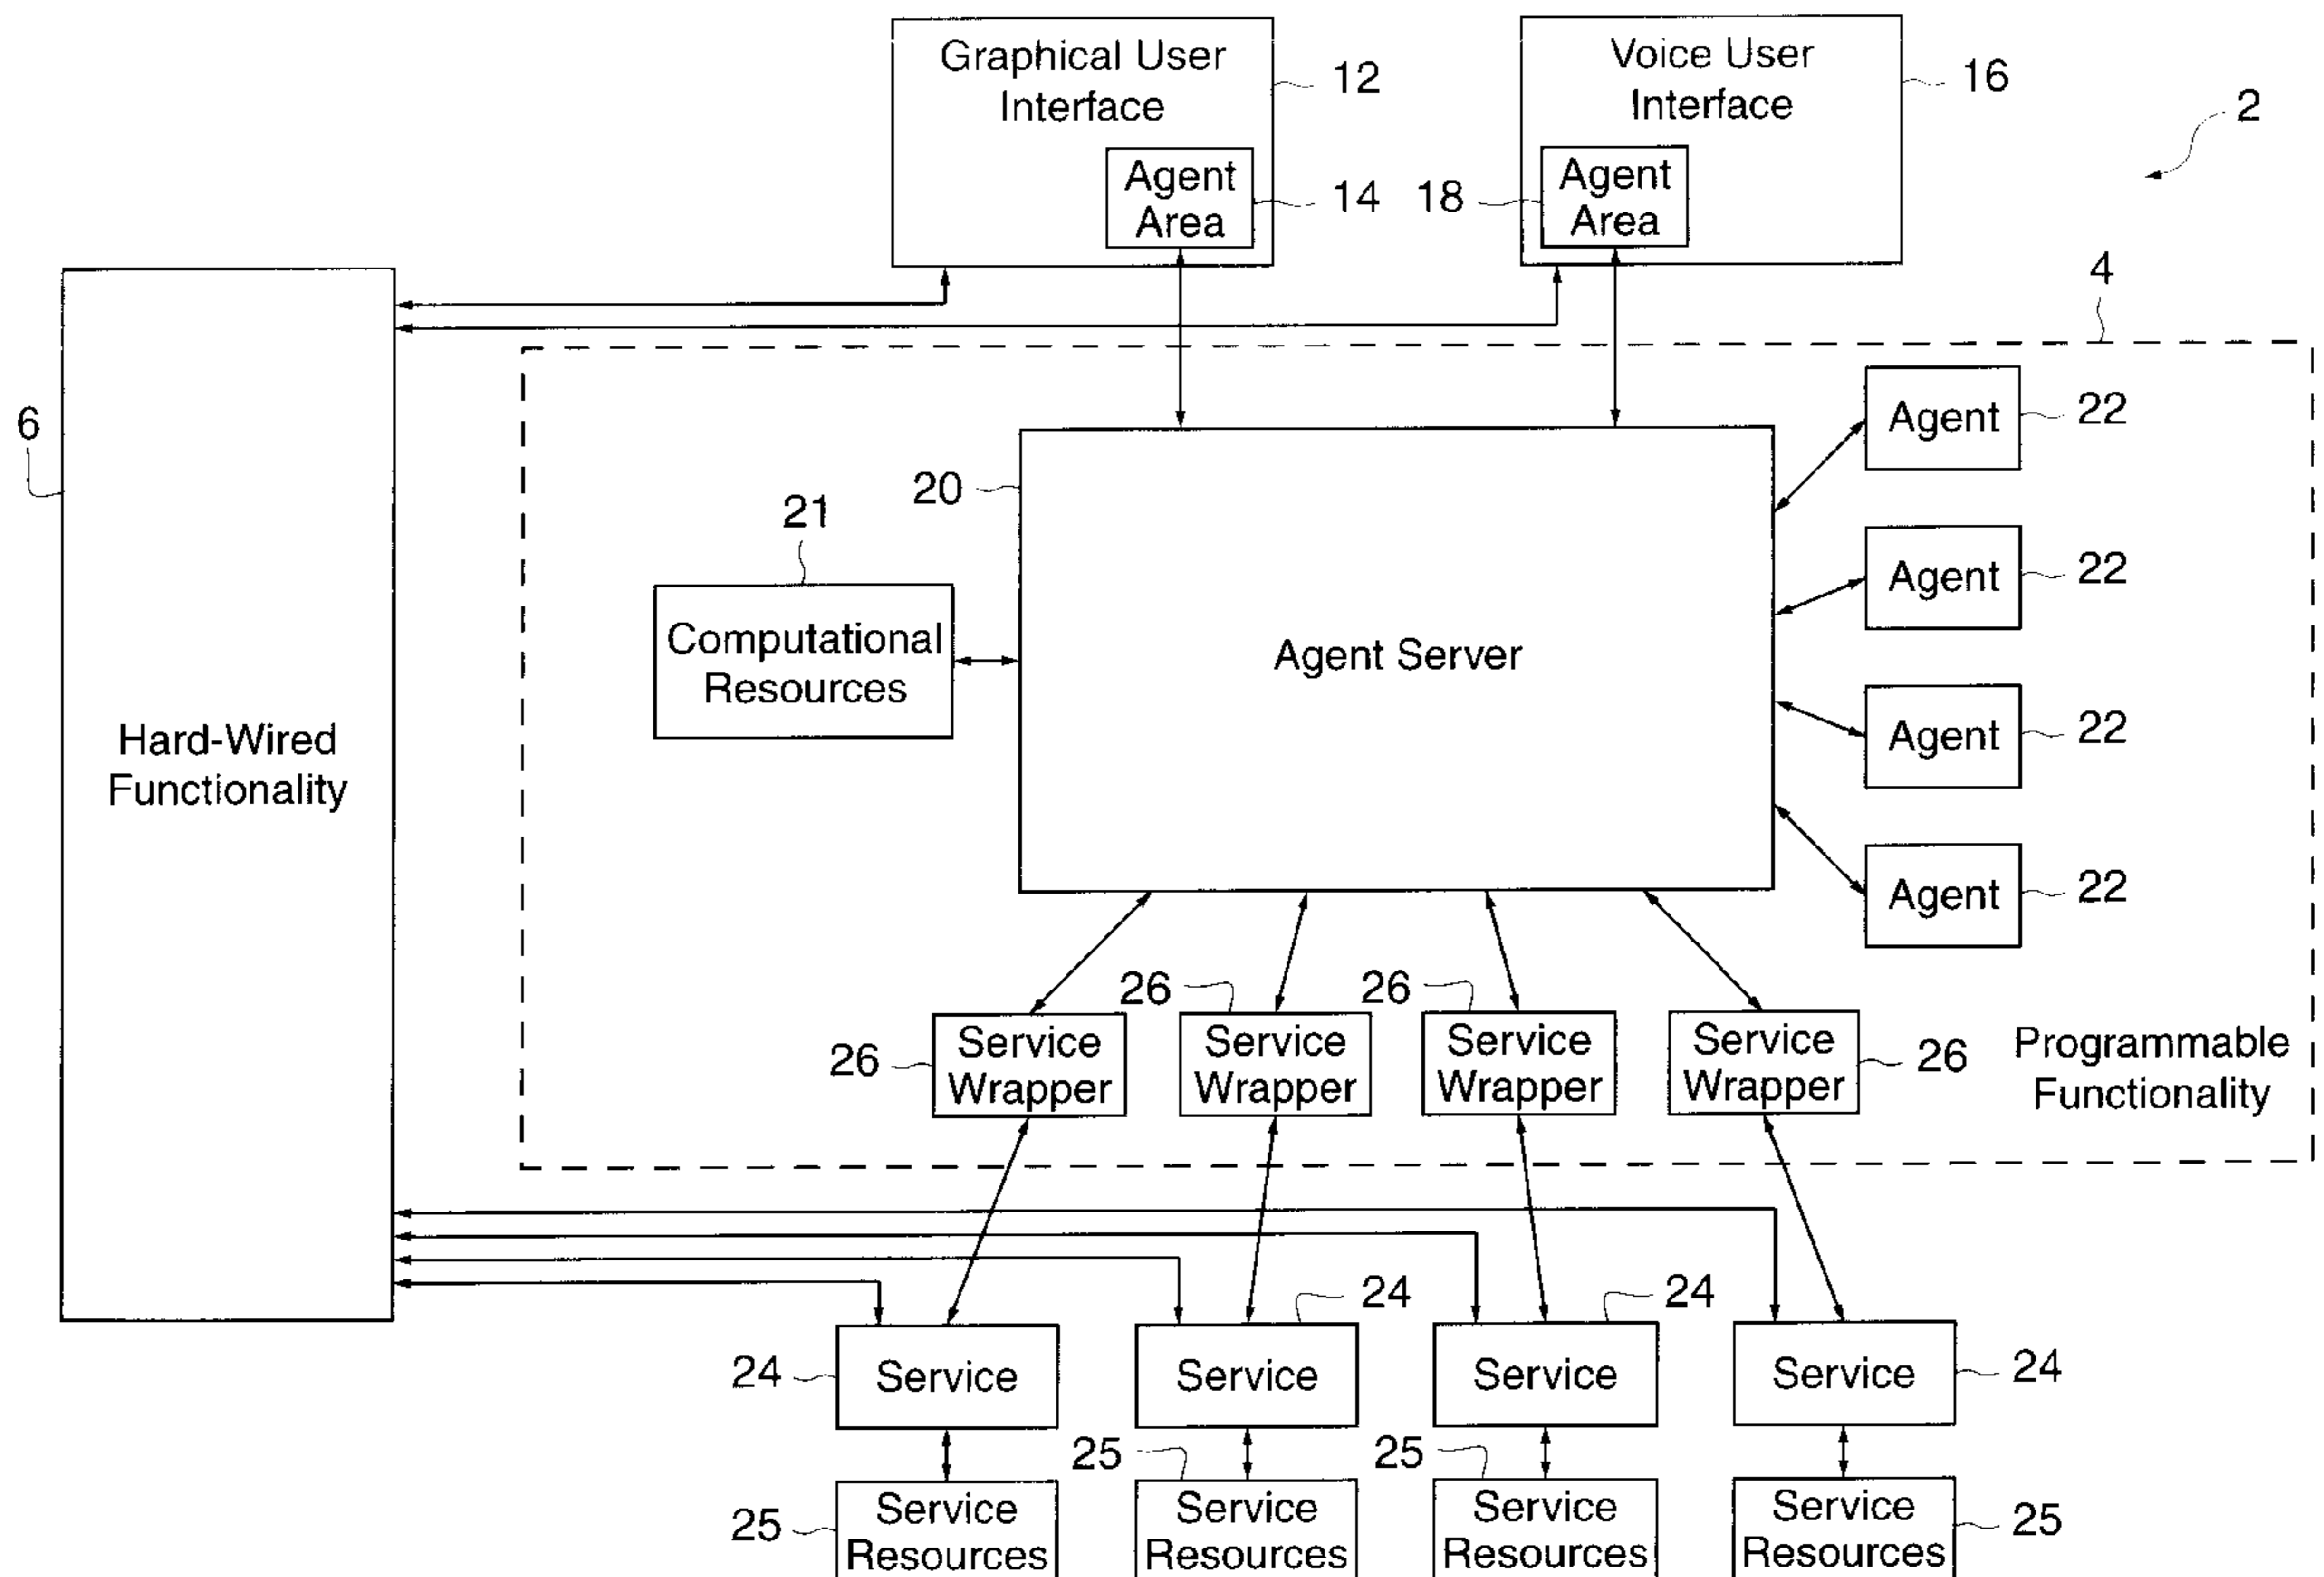 Graphical User
Interface
12
Voice User
Interface
16
2
Agent
Area
14
18
Agent
Area
4
6
20
Agent
22
21
Computational
Resources
Agent Server
Agent
22
Hard-Wired
Functionality
Agent
22
Agent
22
26
Service
Wrapper
26
Service
Wrapper
26
Service
Wrapper
Service
Wrapper
26
Programmable
Functionality
24
Service
24
Service
24
Service
Service
24
25
Service
Resources
25
Service
Resources
25
Service
Resources
Service
Resources
25